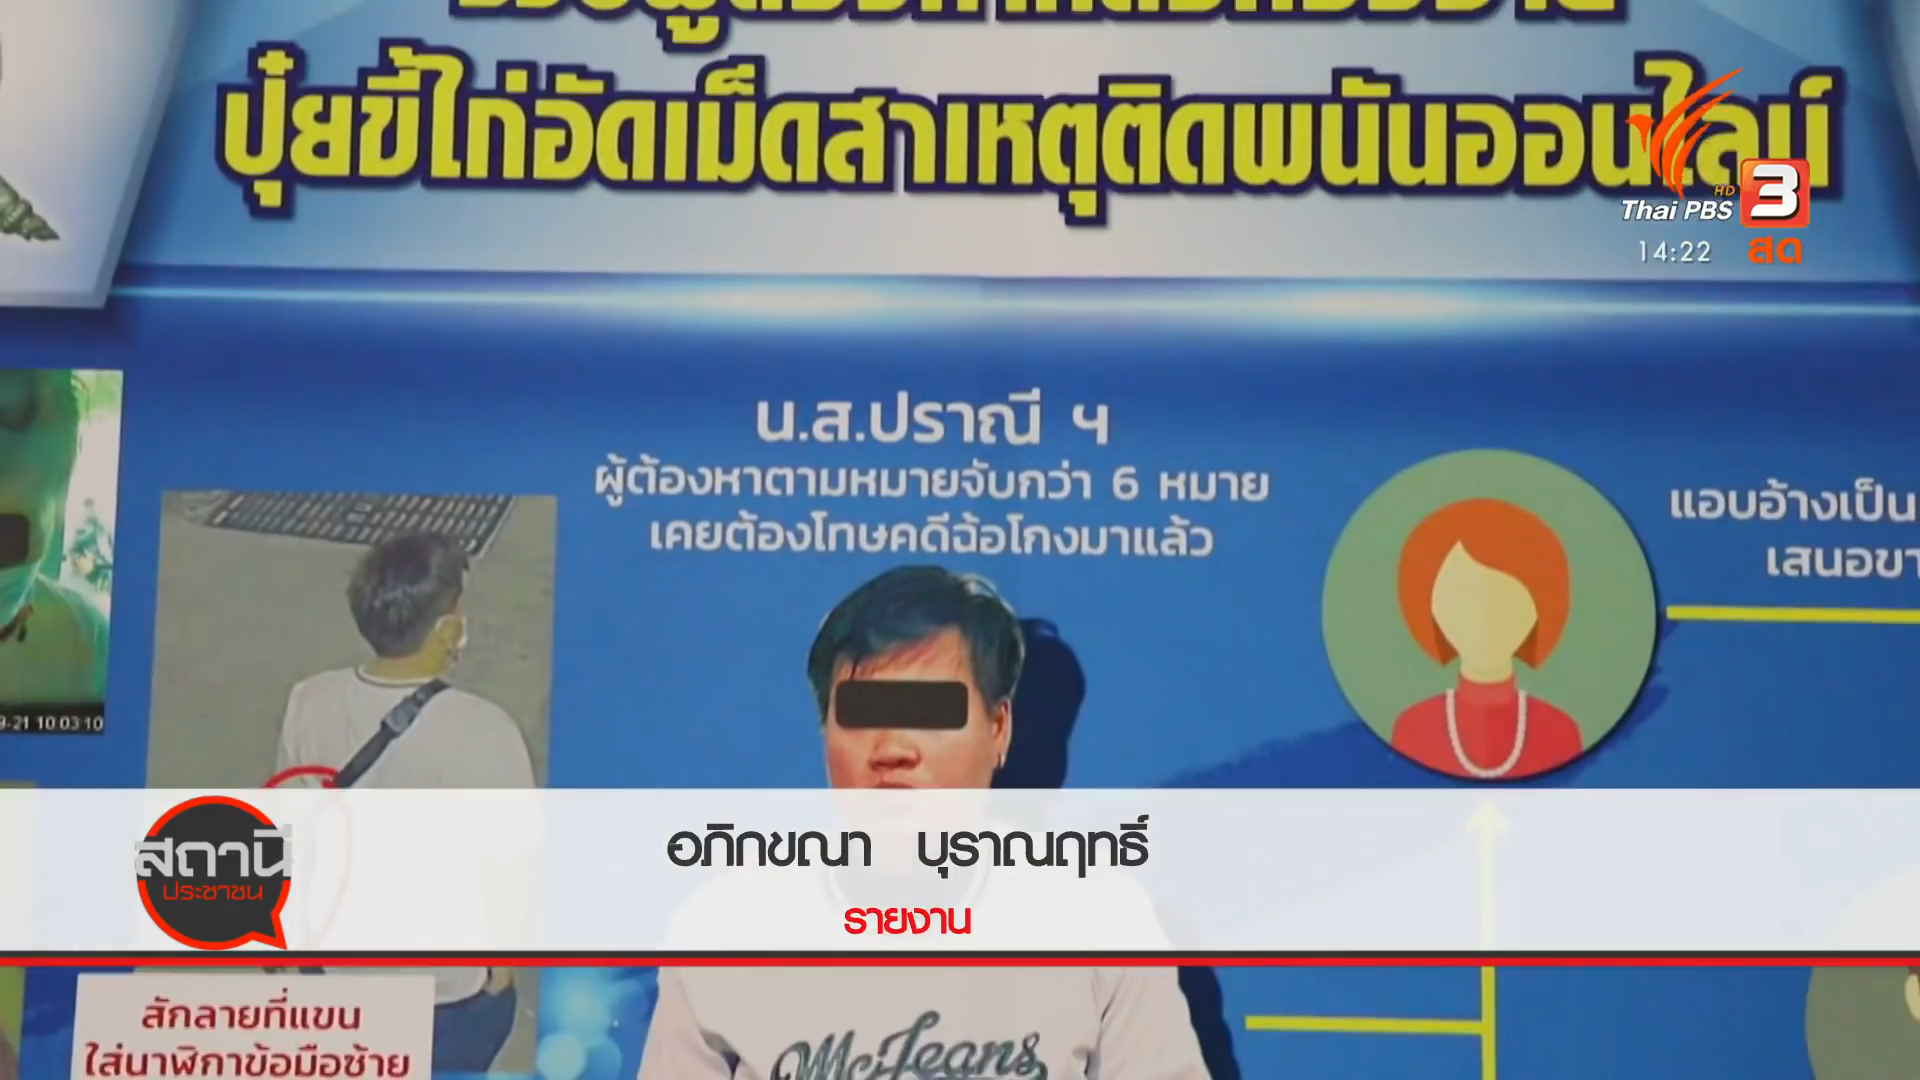 ปุ๋ยขี้ไก่อัดเม็ดสาเหตุติดพนันออนไลน์
HD
Thai PBS 3
14:22 สด
น.ส.ปราณี ฯ
ผู้ต้องหาตามหมายจับกว่า 6 หมาย
เคยต้องโทษคดีฉ้อโกงมาแล้ว
แอบอ้างเป็น
เสนอขา
9-21 10:03:10
สถานี
ประชาชน
อภิกขณา บุราณฤทธิ์
รายงาน
สักลายที่แขน
ใส่นาฬิกาข้อมือซ้าย
McJeans